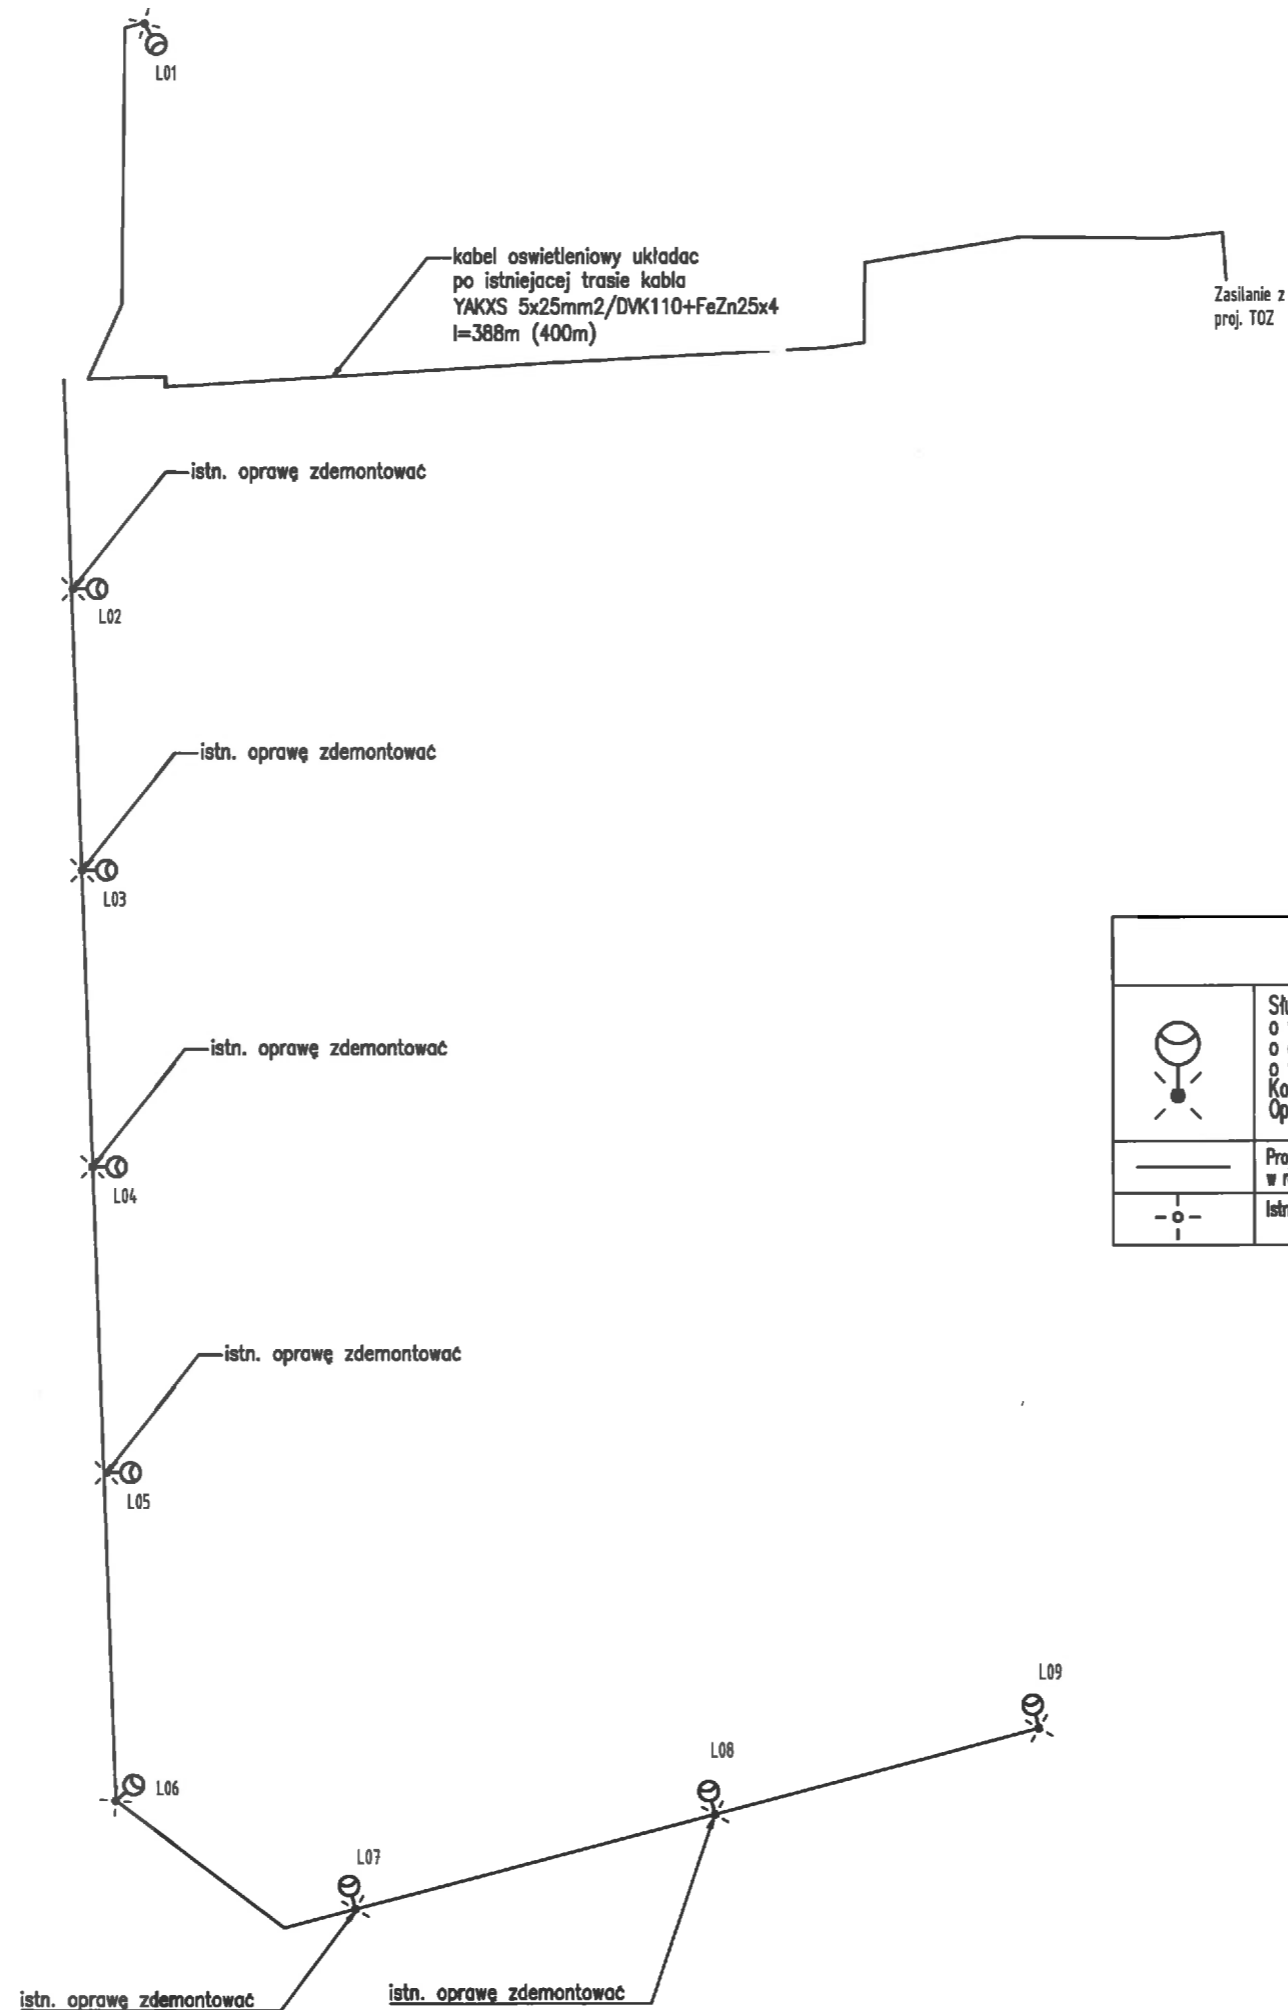 L01
kabel oswietleniowy układac
po istniejacej trasie kabla
YAKXS 5x25mm2/DVK110+FeZn25x4
l=388m (400m)
Zasilanie z
proj. TOZ
istn. oprawę zdemontować
L02
istn. oprawę zdemontować
L03
istn. oprawę zdemontować
L04
istn. oprawę zdemontować
L05
L09
L08
L06
L07
istn. oprawę zdemontować
istn. oprawę zdemontować